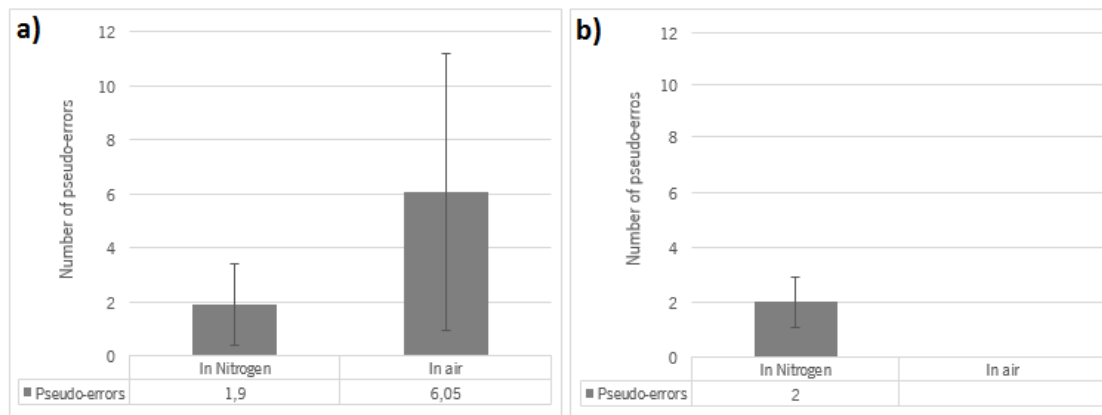 a)
Number of pseudo-errors
12
10
8
6
4
2
0
In Nitrogen In air
Pseudo-errors 1,9 6,05
b)
Number of pseudo-erros
12
10
8
6
4
2
0
In Nitrogen In air
Pseudo-errors 2